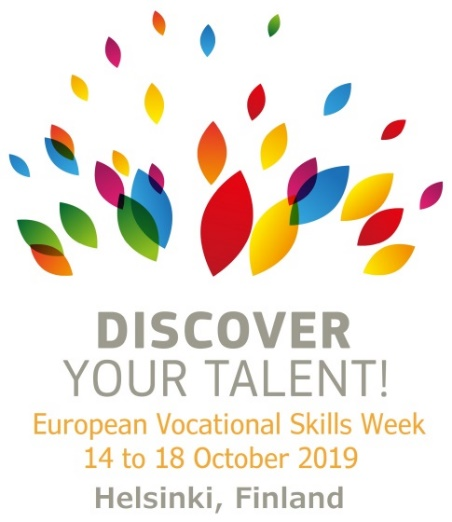 DISCOVER
YOUR TALENT!
European Vocational Skills Week
14 to 18 October 2019
Helsinki, Finland